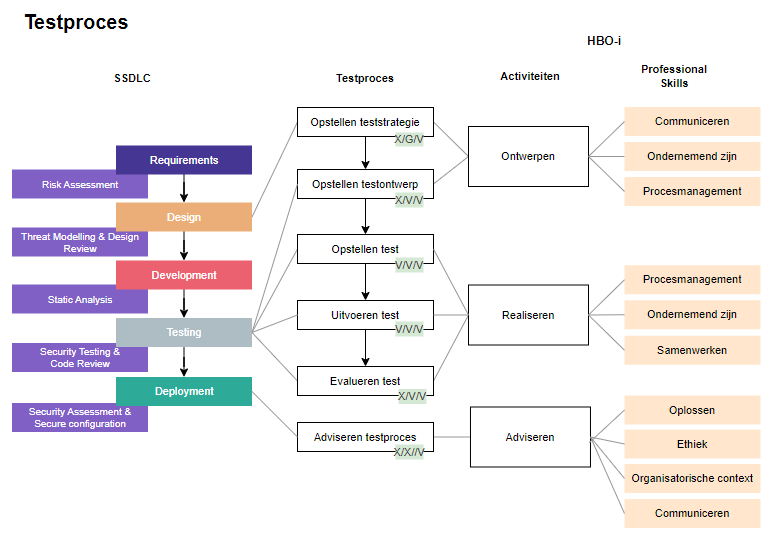 Testproces
HBO-i
SSDLC
Testproces
Activiteiten
Professional
Skills
Requirements
Risk Assessment
Design
Threat Modelling & Design
Review
Development
Static Analysis
Testing
Security Testing &
Code Review
Deployment
Security Assessment &
Secure configuration
Opstellen teststrategie
X/G/V
Opstellen testontwerp
X/V/V
Opstellen test
V/V/V
Uitvoeren test
V/V/V
Evalueren test
X/V/V
Adviseren testproces
X/X//V
Ontwerpen
Realiseren
Adviseren
Communiceren
Ondernemend zijn
Procesmanagement
Procesmanagement
Ondernemend zijn
Samenwerken
Oplossen
Ethiek
Organisatorische context
Communiceren